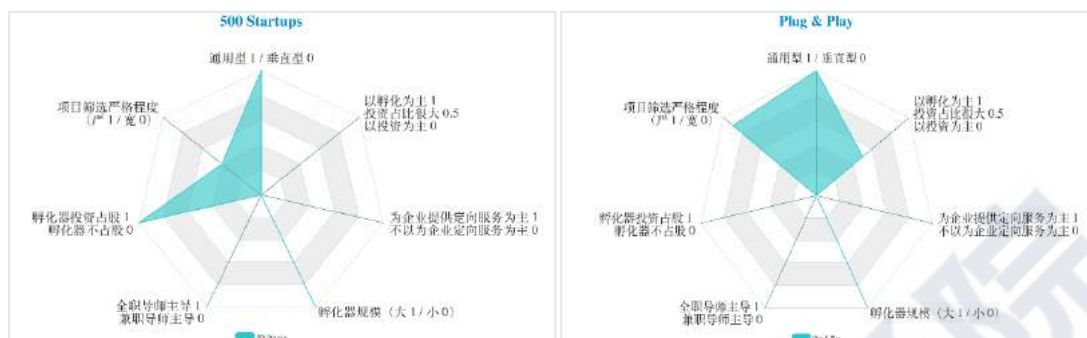 500 Startups
通用型 1 / 垂直型 0
以孵化为主 1
投资占比很大 0.5
以投资为主 0
为企业提供定向服务为主 1
不以为企业定向服务为主 0
孵化器规模（大 1 / 小 0）
全职导师主导 1
兼职导师主导 0
孵化器投资占股 1
孵化器不占股 0
项目筛选严格程度
（严 1 / 宽 0）
Plug & Play
通用型 1 / 垂直型 0
以孵化为主 1
投资占比很大 0.5
以投资为主 0
为企业提供定向服务为主 1
不以为企业定向服务为主 0
孵化器规模（大 1 / 小 0）
全职导师主导 1
兼职导师主导 0
孵化器投资占股 1
孵化器不占股 0
项目筛选严格程度
（严 1 / 宽 0）